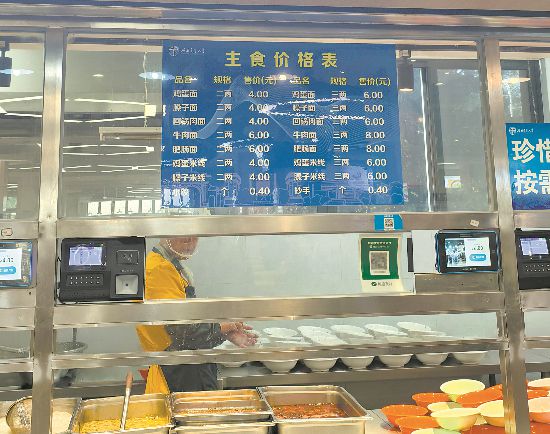 主食价格表
品名 规格 售价(元) 品名 规格 售价(元)
鸡蛋面 二两 4.00 鸡蛋面 三两 6.00
臊子面 二两 4.00 臊子面 三两 6.00
回锅肉面 二两 4.00 回锅肉面 三两 6.00
牛肉面 二两 6.00 牛肉面 三两 8.00
肥肠面 二两 6.00 肥肠面 三两 8.00
鸡蛋米线 二两 4.00 鸡蛋米线 三两 6.00
臊子米线 二两 4.00 臊子米线 三两 6.00
个 0.40 抄手 个 0.40
珍惜
按需